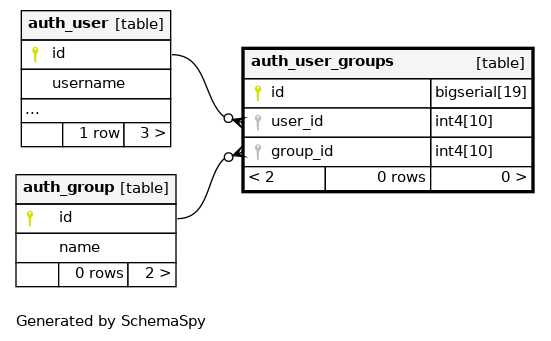 auth_user [table]
id
username
...
1 row 3 >
auth_user_groups [table]
id bigserial[19]
user_id int4[10]
group_id int4[10]
< 2 0 rows 0 >
auth_group [table]
id
name
0 rows 2 >
Generated by SchemaSpy